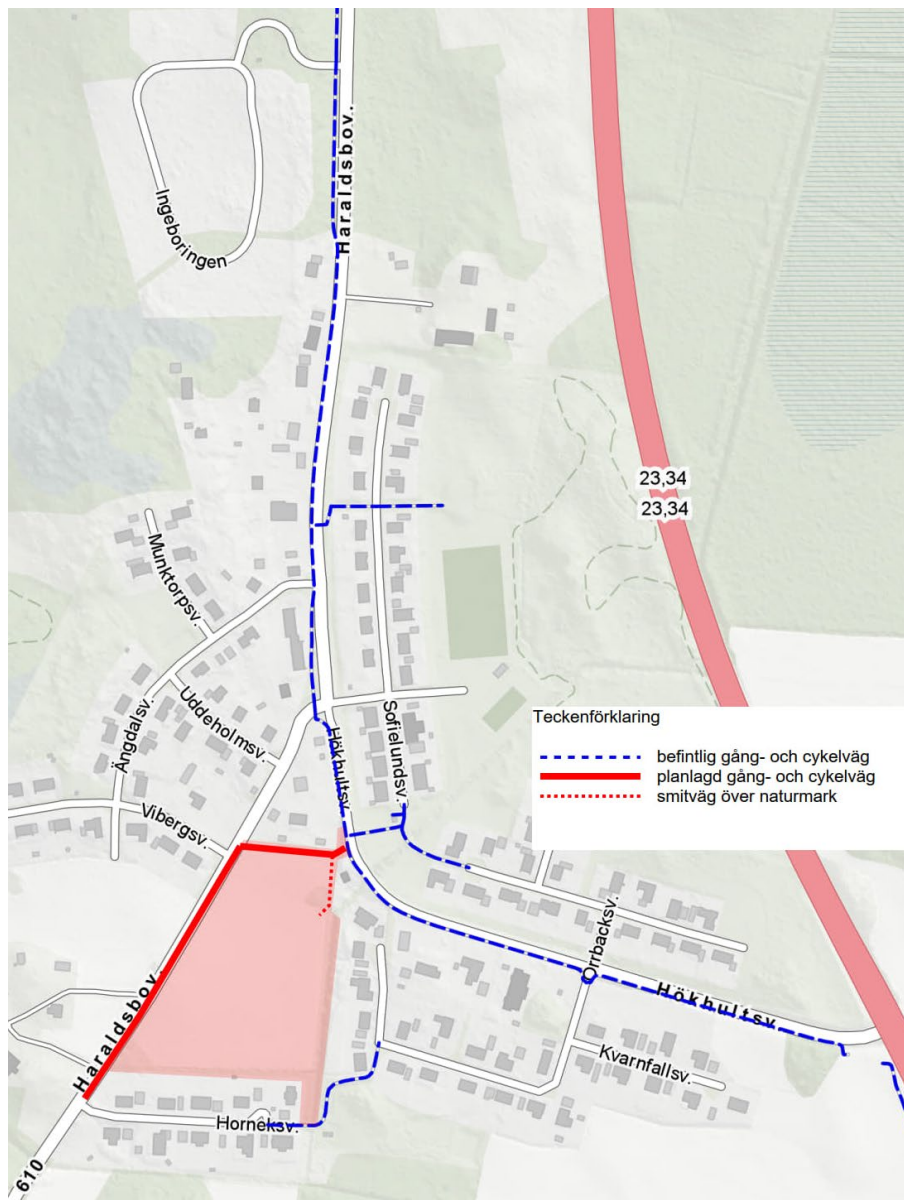 Haraldsbov.
Ingeboringen
23,34
23,34
Munktorpsv.
Uddeholmsv.
Ängdalsv.
Sofielundsv.
Hökhultsv.
Vibergsv.
Teckenförklaring
befintlig gång- och cykelväg
planlagd gång- och cykelväg
smitväg över naturmark
Orrbacksv.
Hökhultsv.
Kvarnfallsv.
Haraldsbov.
Horneksv.
610